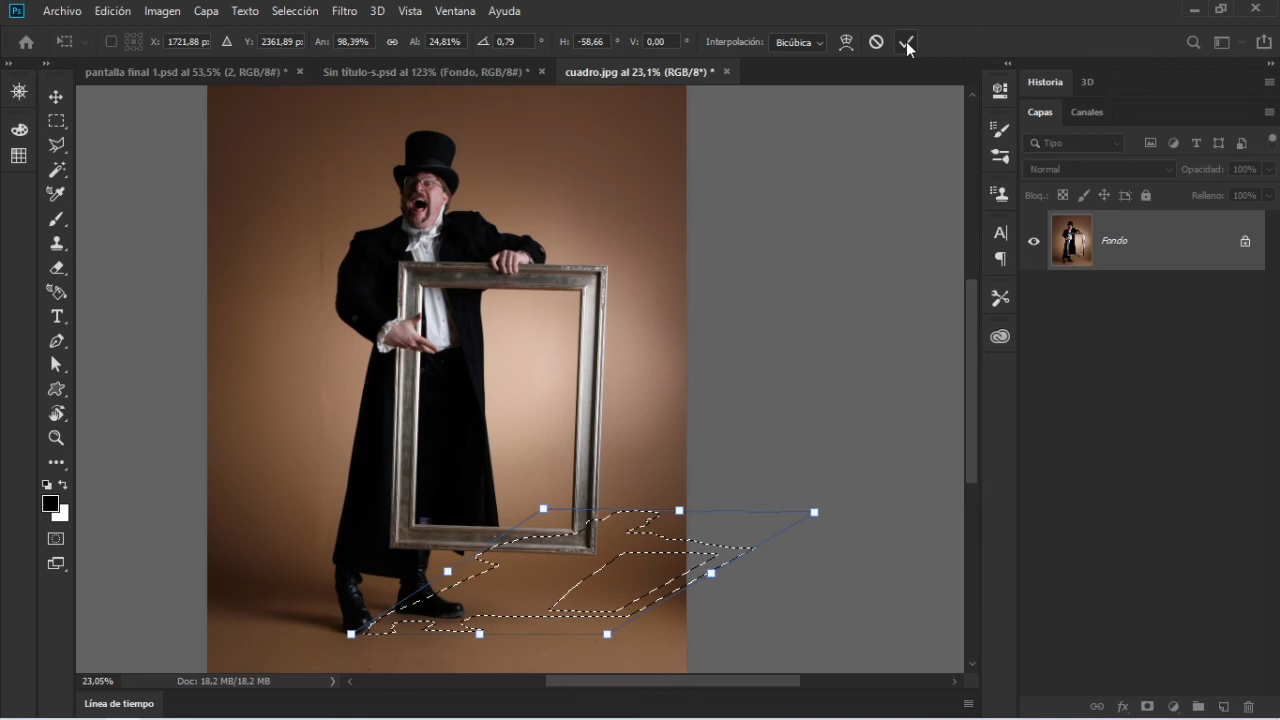 Ps Archivo Edición Imagen Capa Texto Selección Filtro 3D Vista Ventana Ayuda
X: 1721,88 px Y: 2361,89 px An: 98,39% Al: 24,81% 0,79 ° H: -58,66 ° V: 0,00 ° Interpolación: Bicúbica
pantalla final 1.psd al 53,5% (2, RGB/8#) * × Sin título-s.psd al 123% (Fondo, RGB/8#) * × cuadro.jpg al 23,1% (RGB/8*) * ×
Historia 3D
Capas Canales
Tipo
Normal Opacidad: 100%
Bloq.: Relleno: 100%
Fondo
23,05% Doc: 18,2 MB/18,2 MB
Línea de tiempo